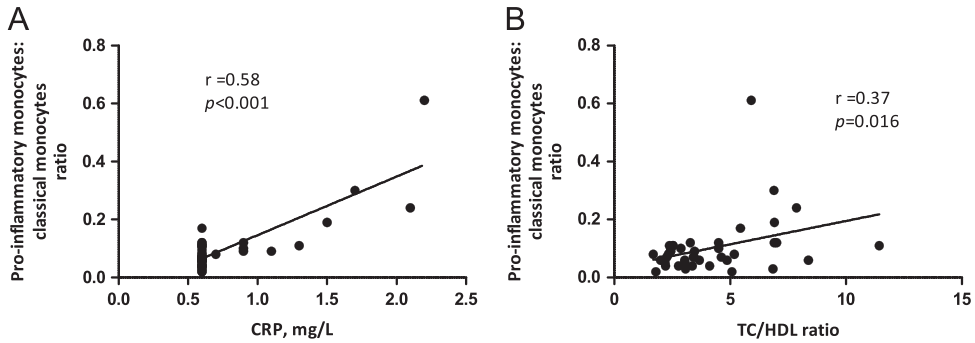 A
Pro-inflammatory monocytes:
classical monocytes
ratio
0.8
0.6
0.4
0.2
0.0
r =0.58
p<0.001
0.0 0.5 1.0 1.5 2.0 2.5
CRP, mg/L
B
Pro-inflammatory monocytes:
classical monocytes
ratio
0.8
0.6
0.4
0.2
0.0
r =0.37
p=0.016
0 5 10 15
TC/HDL ratio